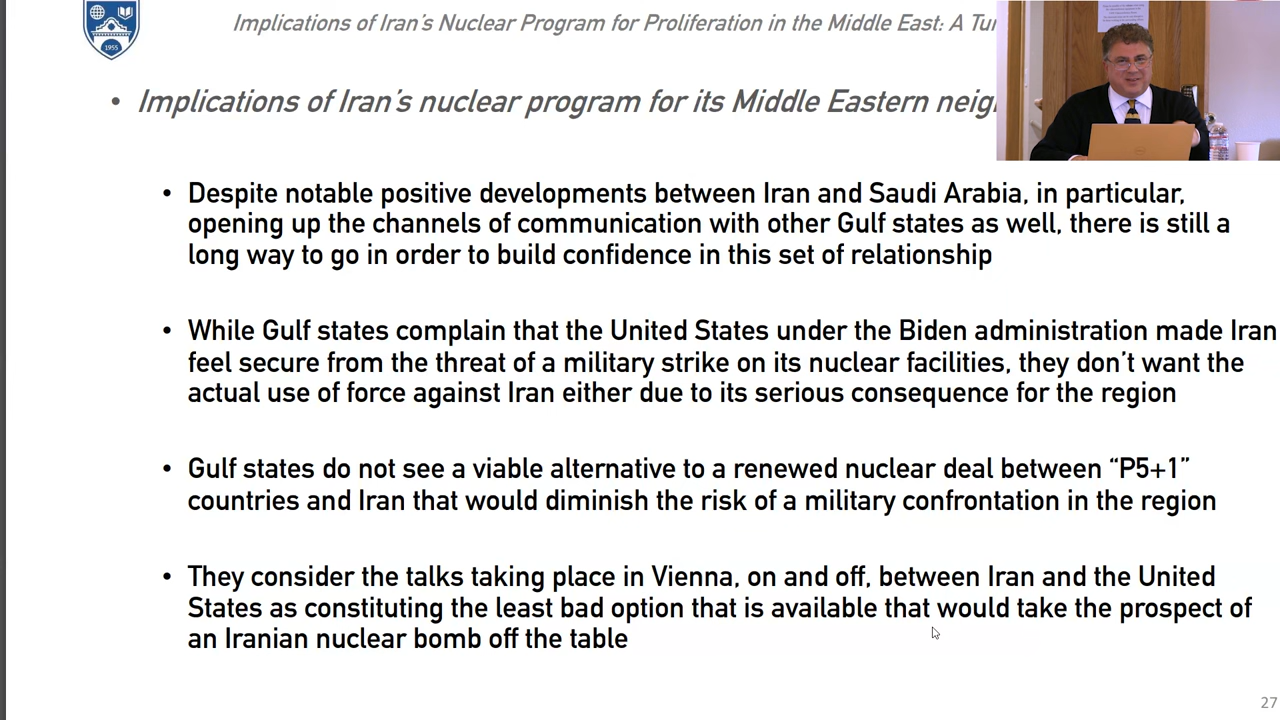 1955
Implications of Iran's Nuclear Program for Proliferation in the Middle East: A
• Implications of Iran's nuclear program for its Middle Eastern
• Despite notable positive developments between Iran and Saudi Arabia, in particular,
opening up the channels of communication with other Gulf states as well, there is still a
long way to go in order to build confidence in this set of relationship
• While Gulf states complain that the United States under the Biden administration made Iran
feel secure from the threat of a military strike on its nuclear facilities, they don't want the
actual use of force against Iran either due to its serious consequence for the region
• Gulf states do not see a viable alternative to a renewed nuclear deal between “P5+1”
countries and Iran that would diminish the risk of a military confrontation in the region
• They consider the talks taking place in Vienna, on and off, between Iran and the United
States as constituting the least bad option that is available that would take the prospect of
an Iranian nuclear bomb off the table
27